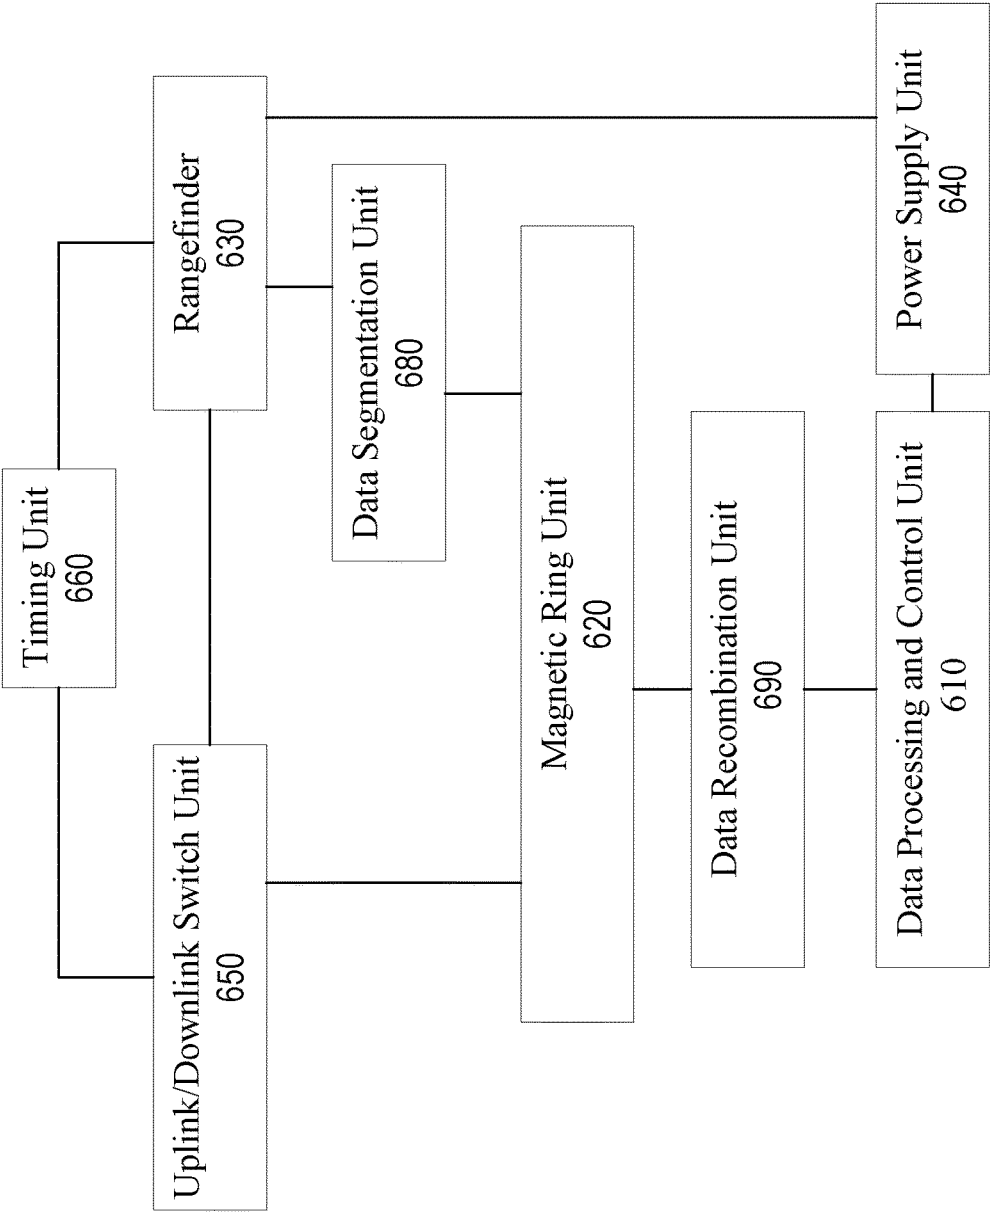 Timing Unit
660
Uplink/Downlink Switch Unit
650
Rangefinder
630
Data Segmentation Unit
680
Magnetic Ring Unit
620
Data Recombination Unit
690
Data Processing and Control Unit
610
Power Supply Unit
640